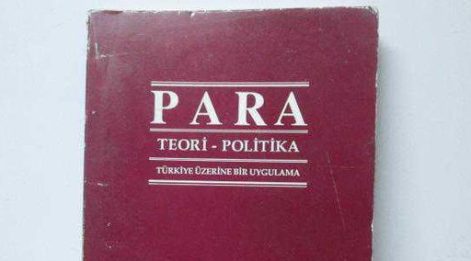 PARA
TEORİ - POLİTİKA
TÜRKİYE ÜZERİNE BİR UYGULAMA